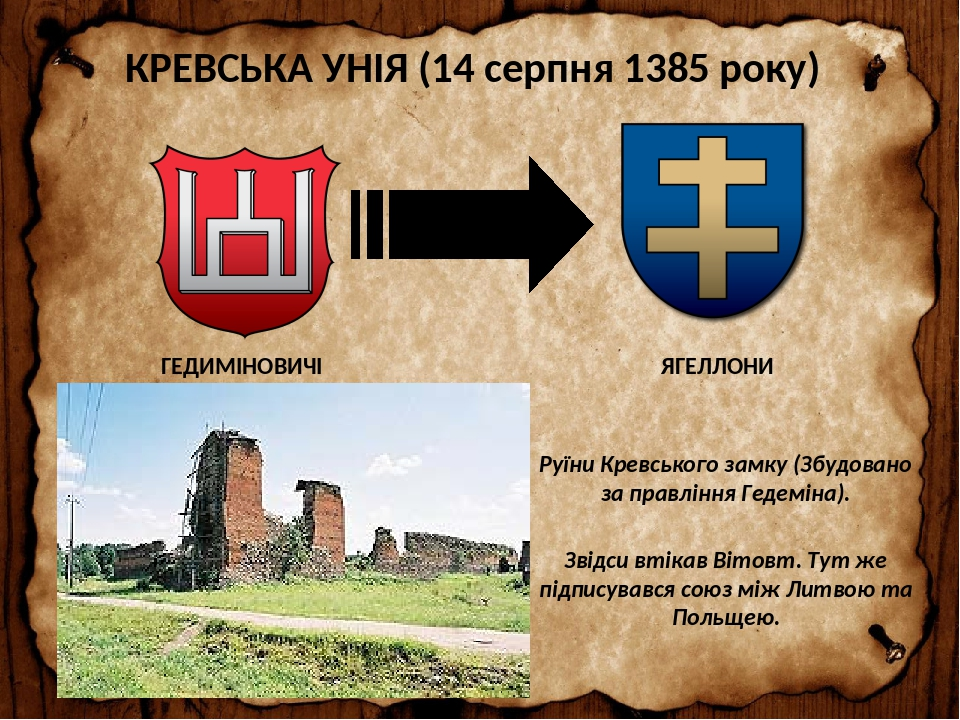 КРЕВСЬКА УНІЯ (14 серпня 1385 року)
ГЕДИМІНОВИЧІ
ЯГЕЛЛОНИ
Руїни Кревського замку (Збудовано
за правління Гедеміна).
Звідси втікав Вітовт. Тут же
підписувався союз між Литвою та
Польщею.